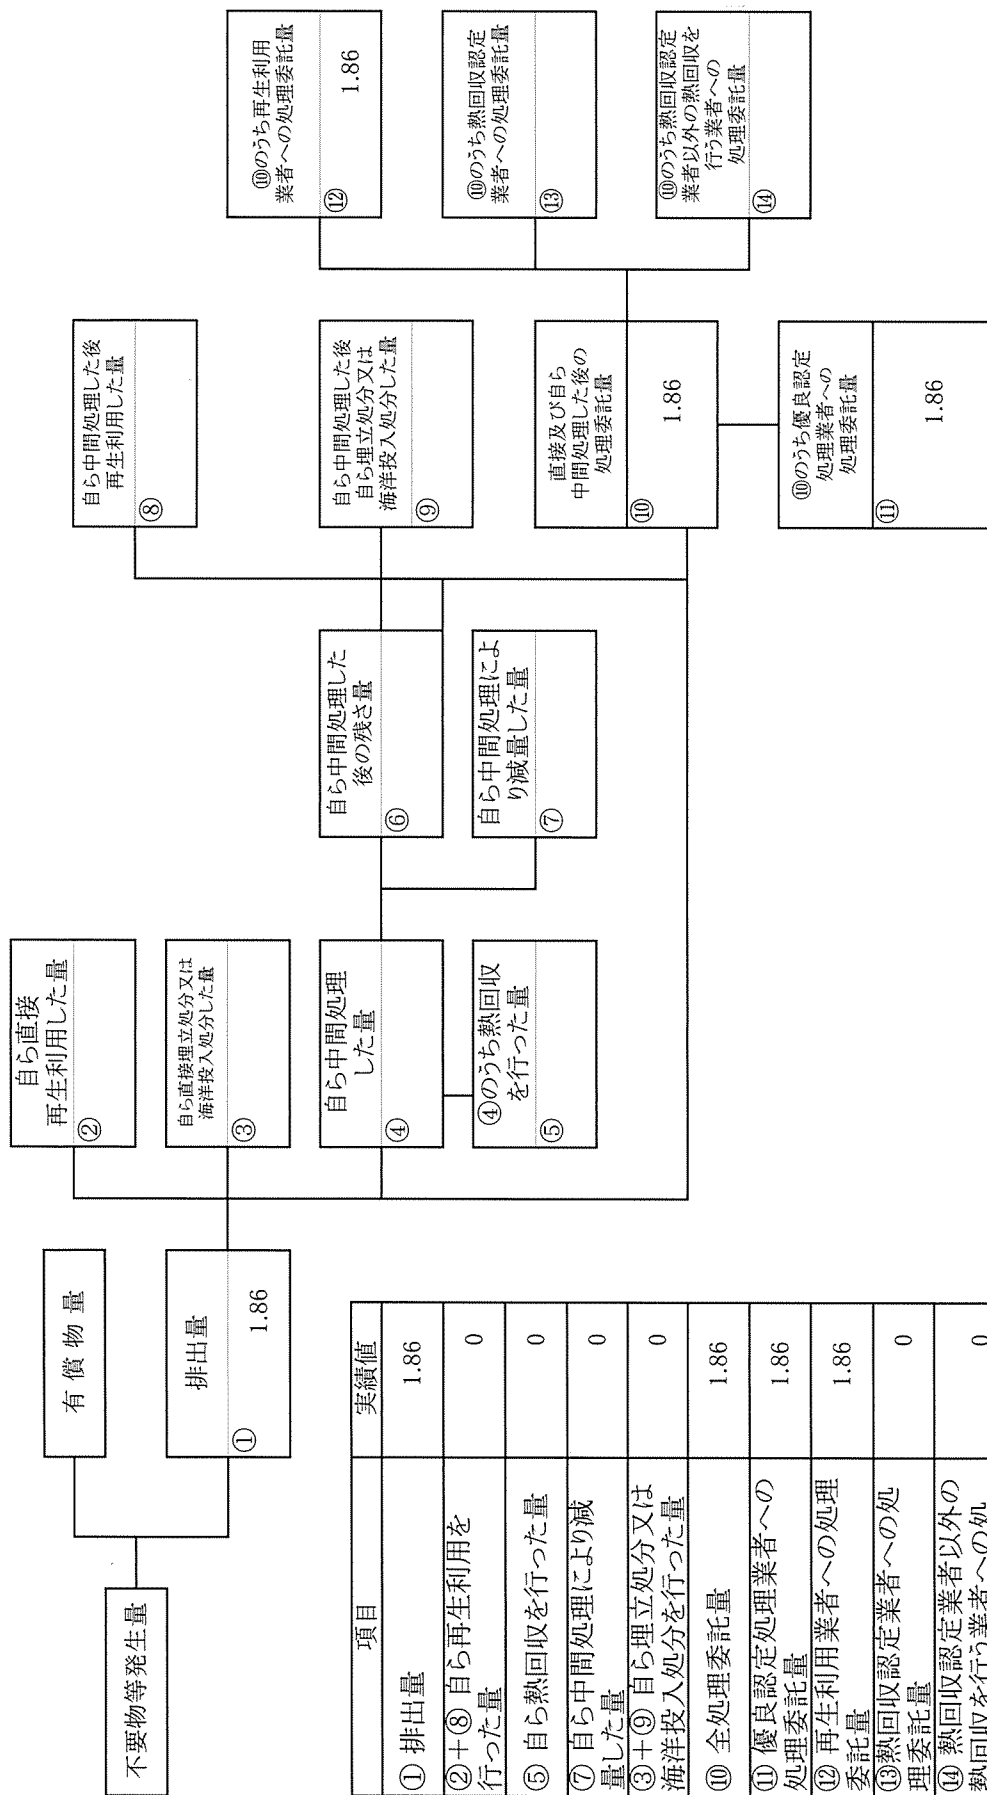 不要物等発生量
有 償 物 量
排出量
①
1.86
自ら直接
再生利用した量
②
自ら直接埋立処分又は
海洋投入処分した量
③
自ら中間処理
した量
④
④のうち熱回収
を行った量
⑤
自ら中間処理した
後の残さ量
⑥
自ら中間処理によ
り減量した量
⑦
自ら中間処理した後
再生利用した量
⑧
自ら中間処理した後
自ら埋立処分又は
海洋投入処分した量
⑨
直接及び自ら
中間処理した後の
処理委託量
⑩
1.86
⑩のうち優良認定
処理業者への
処理委託量
⑪
1.86
⑩のうち再生利用
業者への処理委託量
⑫
1.86
⑩のうち熱回収認定
業者への処理委託量
⑬
⑩のうち熱回収認定
業者以外の熱回収を
行う業者への
処理委託量
⑭
項目 実績値
① 排出量 1.86
②+⑧ 自ら再生利用を
行った量 0
⑤ 自ら熱回収を行った量 0
⑦ 自ら中間処理により減
量した量 0
③+⑨ 自ら埋立処分又は
海洋投入処分を行った量 0
⑩ 全処理委託量 1.86
⑪ 優良認定処理業者への
処理委託量 1.86
⑫ 再生利用業者への処理
委託量 1.86
⑬熱回収認定業者への処
理委託量 0
⑭ 熱回収認定業者以外の
熱回収を行う業者への処 0